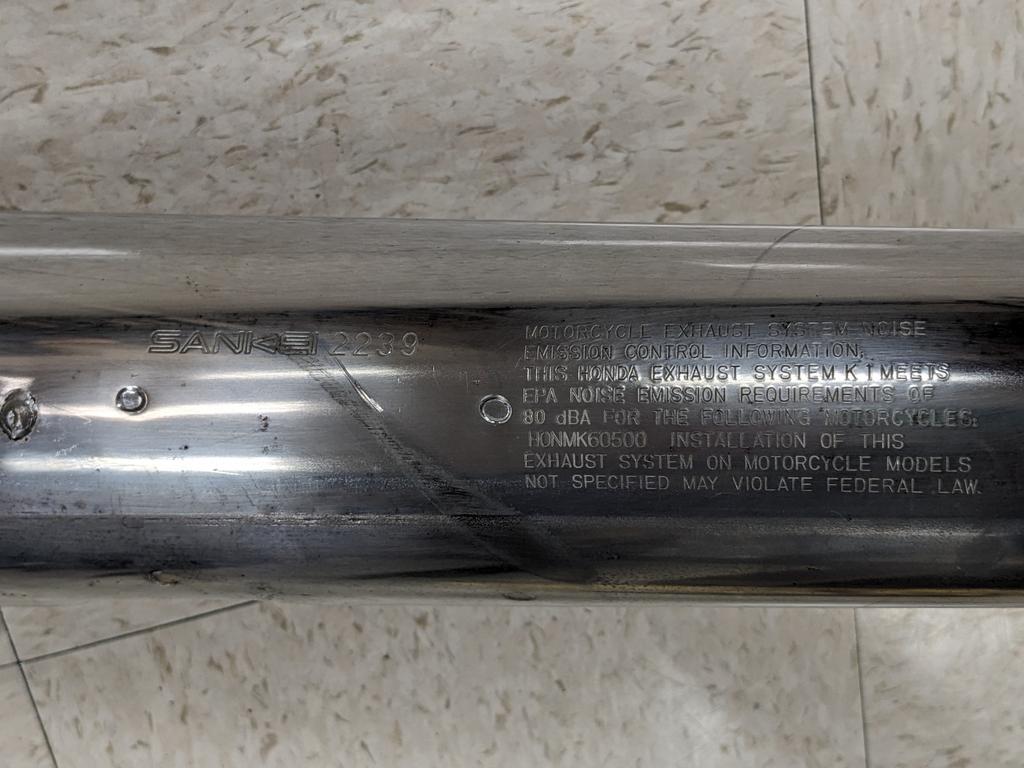 SANKEI 2239
MOTORCYCLE EXHAUST SYSTEM NOISE
EMISSION CONTROL INFORMATION,
THIS HONDA EXHAUST SYSTEM K 1 MEETS
EPA NOISE EMISSION REQUIREMENTS OF
80 dBA FOR THE FOLLOWING MOTORCYCLES:
HONMK60500 INSTALLATION OF THIS
EXHAUST SYSTEM ON MOTORCYCLE MODELS
NOT SPECIFIED MAY VIOLATE FEDERAL LAW.